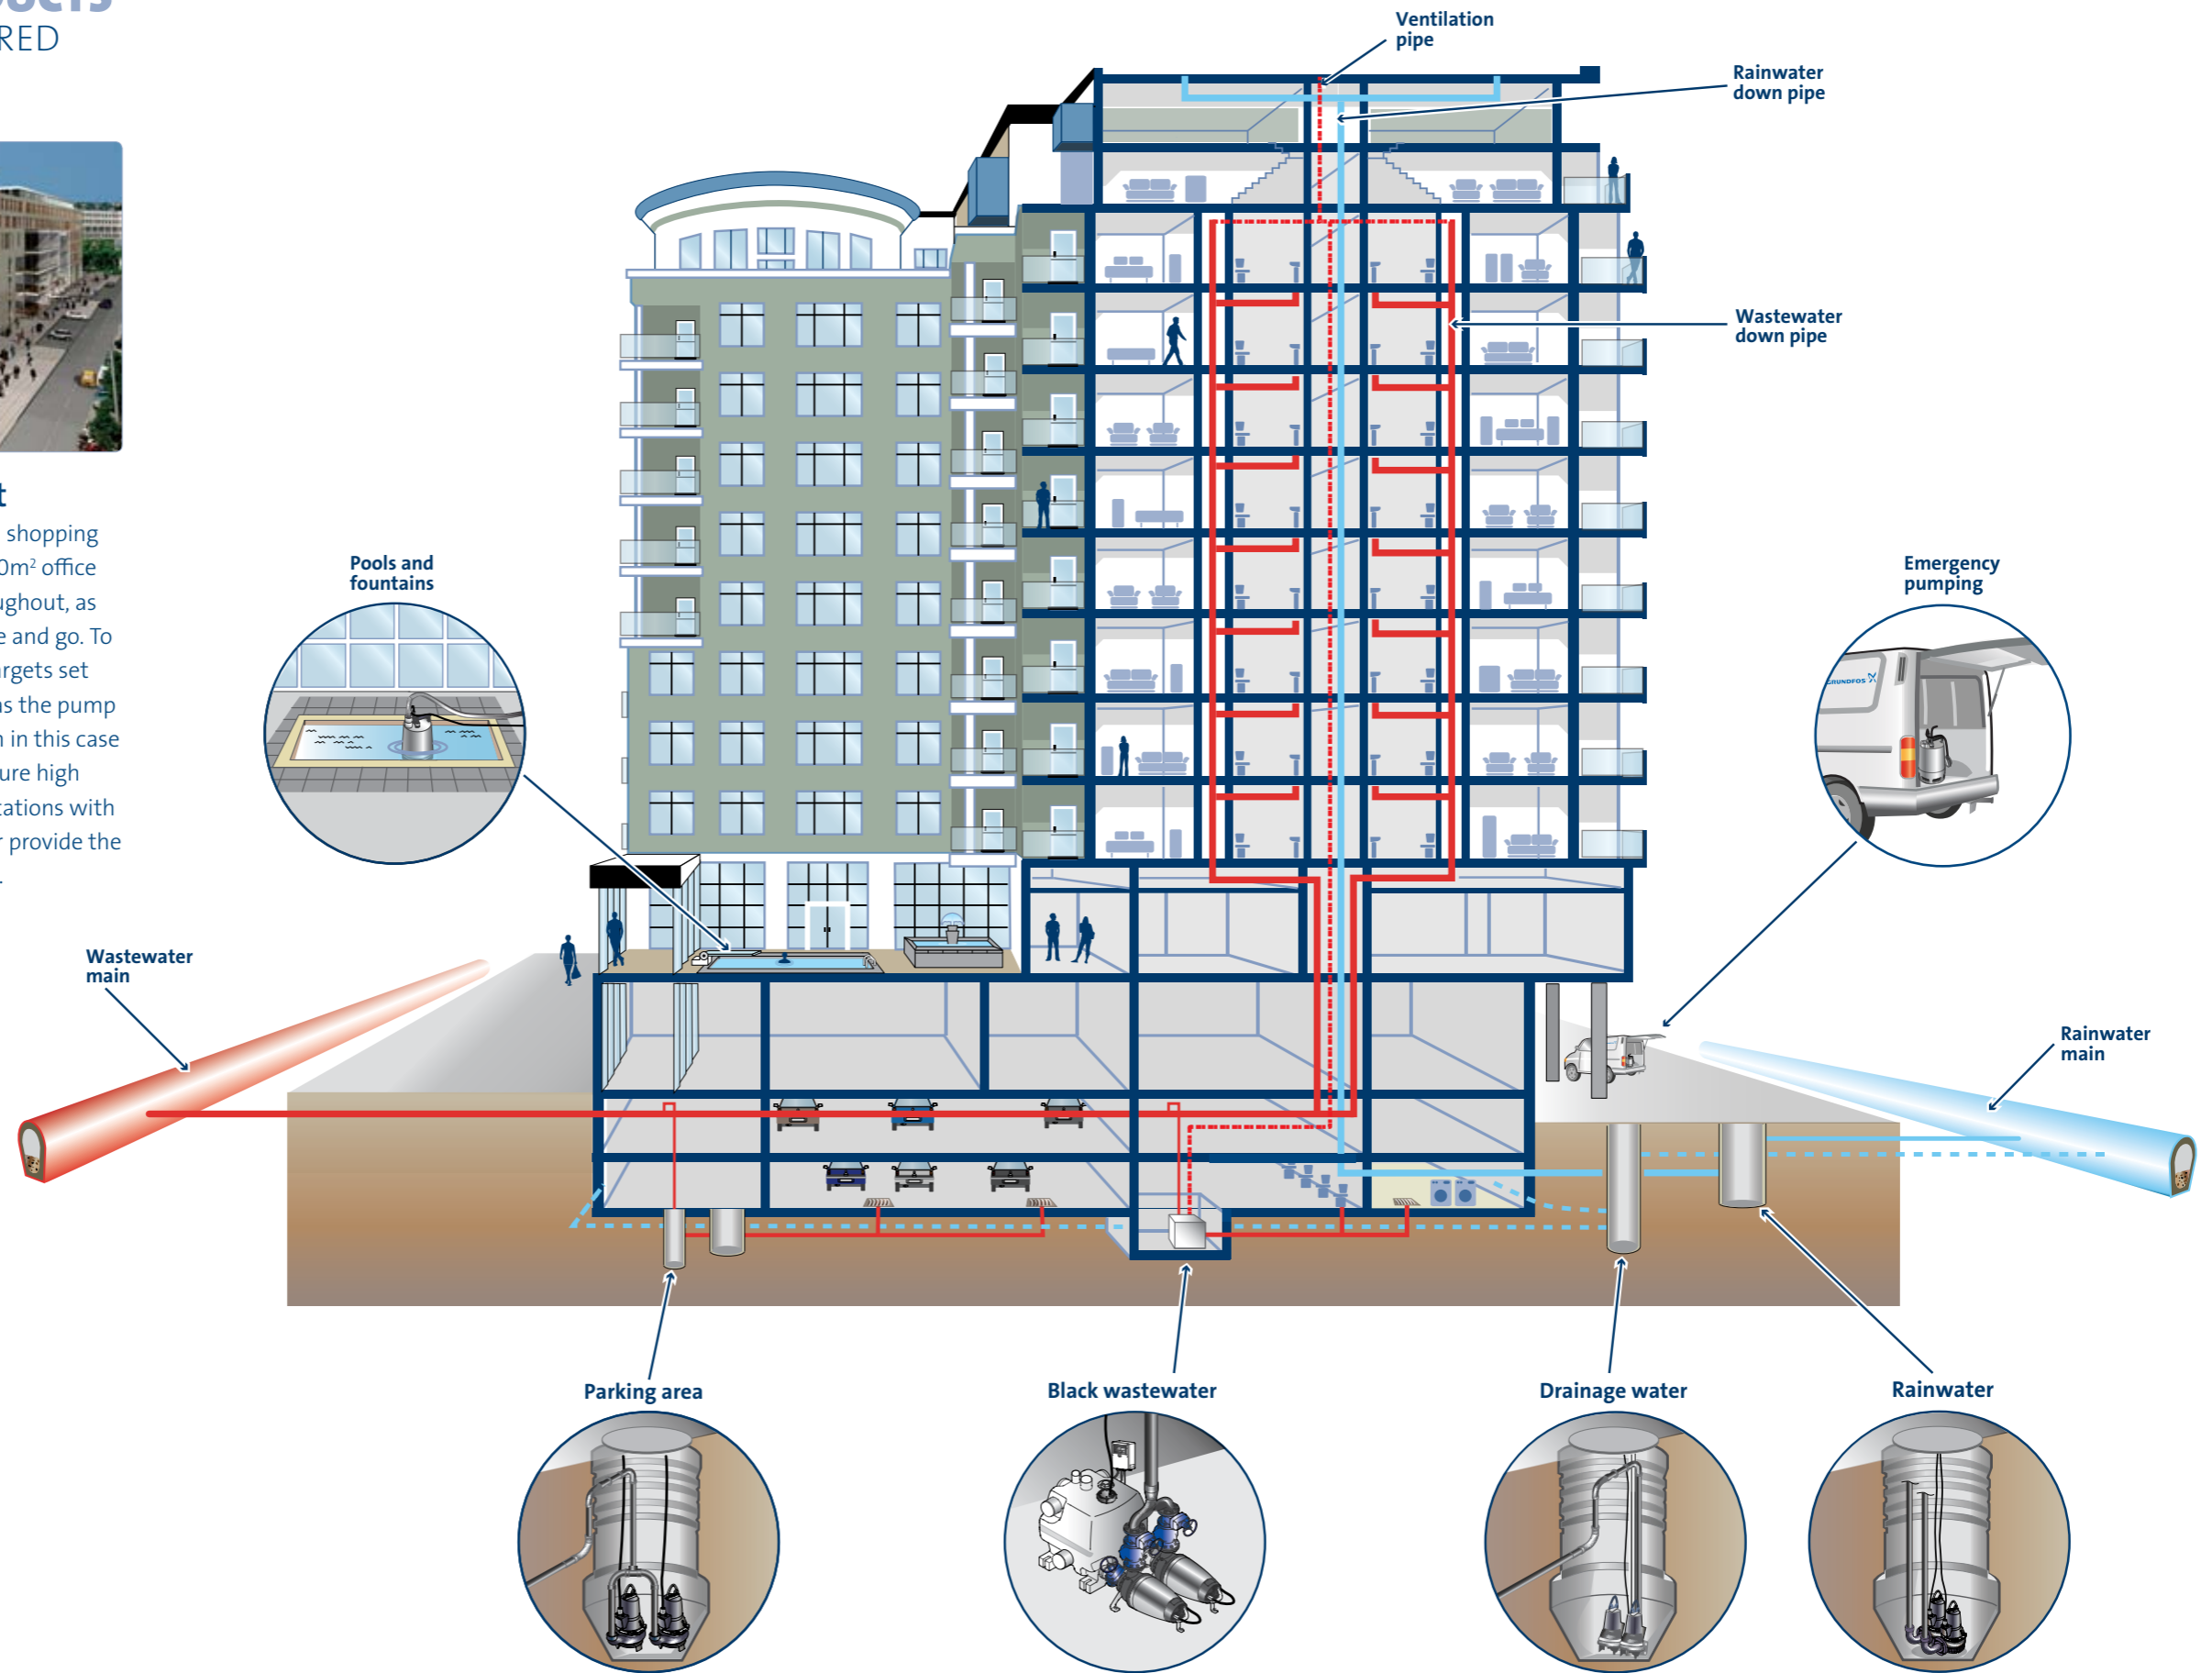 RED
shopping
0m² office
ughout, as
e and go. To
rgets set
as the pump
n in this case
ure high
cations with
r provide the
Ventilation
pipe
Rainwater
down pipe
Wastewater
down pipe
Pools and
fountains
Emergency
pumping
GRUNDFOS
Wastewater
main
Rainwater
main
Parking area
Black wastewater
Drainage water
Rainwater